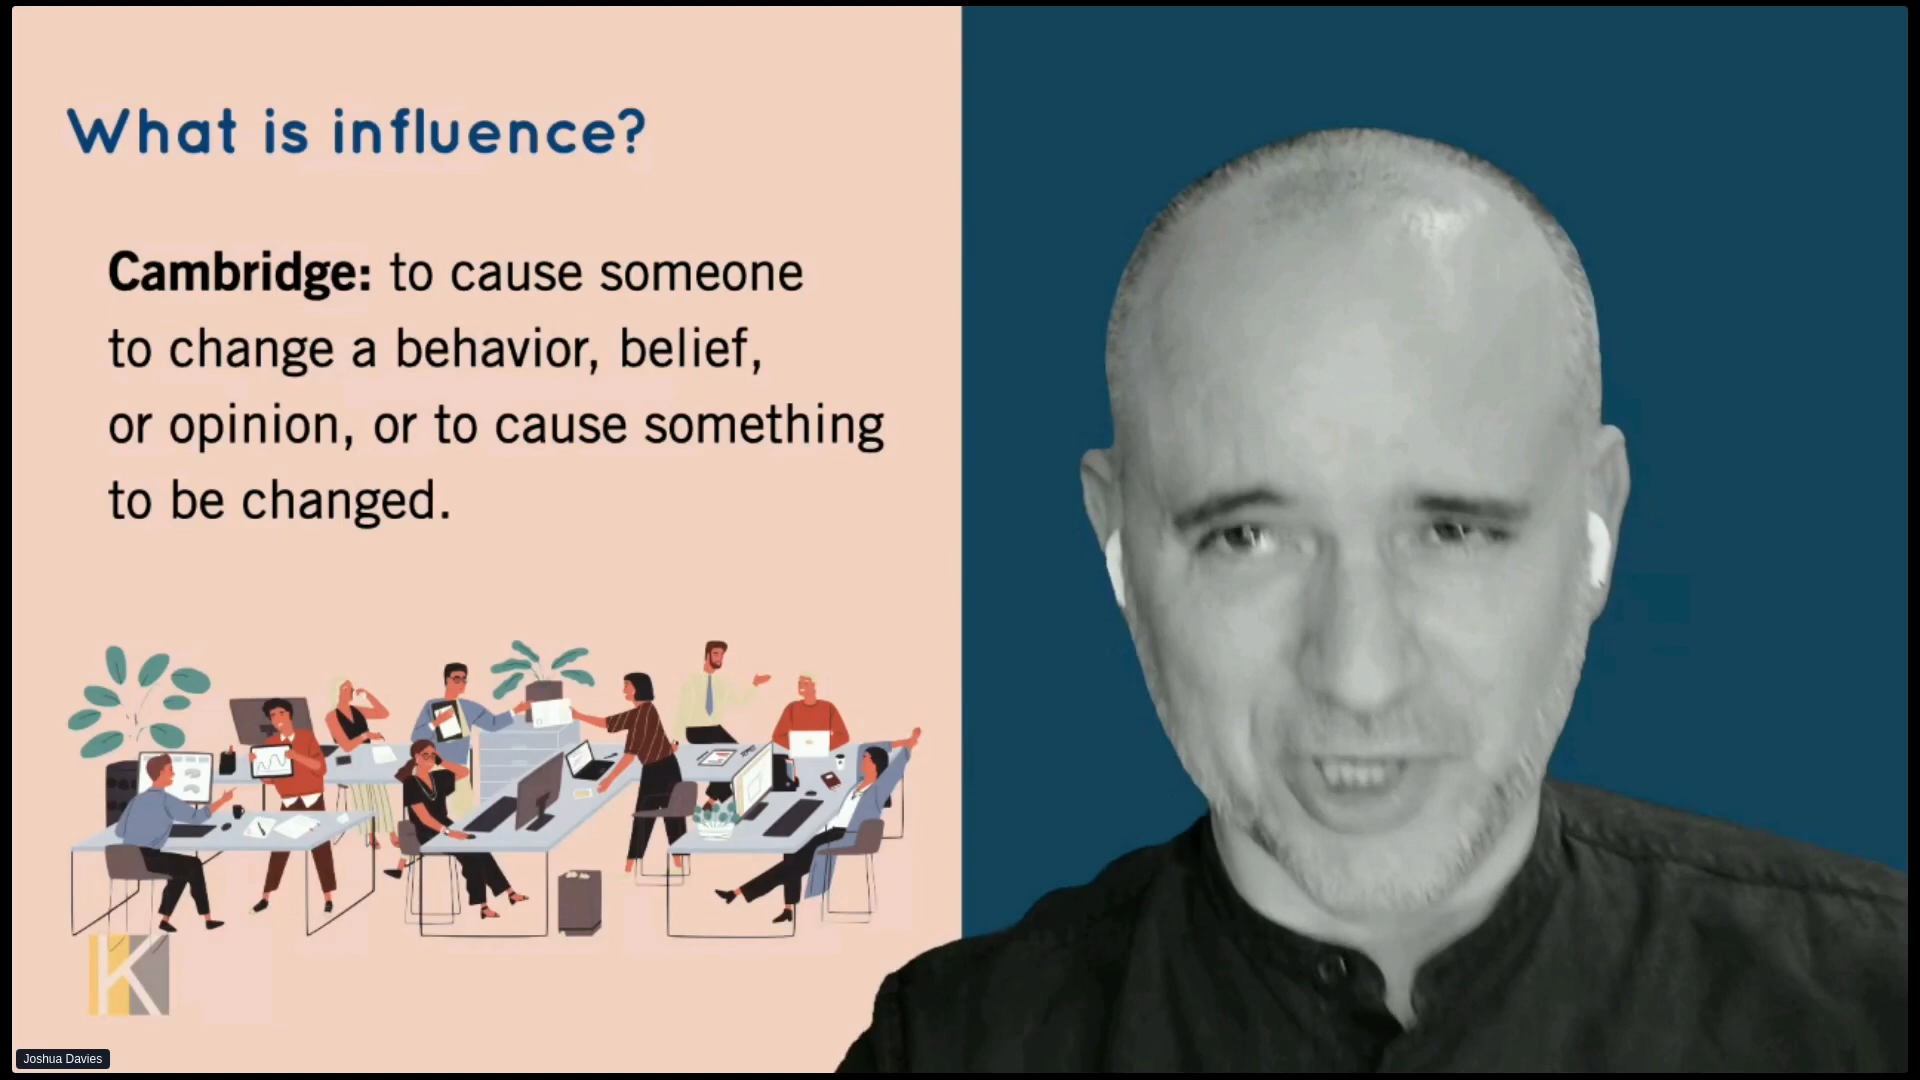 What is influence?
Cambridge: to cause someone
to change a behavior, belief,
or opinion, or to cause something
to be changed.
K
Joshua Davies